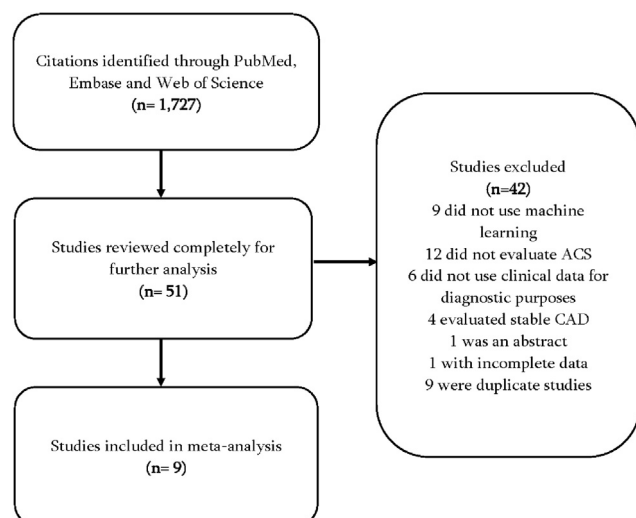 Citations identified through PubMed,
Embase and Web of Science
(n= 1,727)
Studies reviewed completely for
further analysis
(n= 51)
Studies included in meta-analysis
(n= 9)
Studies excluded
(n=42)
9 did not use machine
learning
12 did not evaluate ACS
6 did not use clinical data for
diagnostic purposes
4 evaluated stable CAD
1 was an abstract
1 with incomplete data
9 were duplicate studies